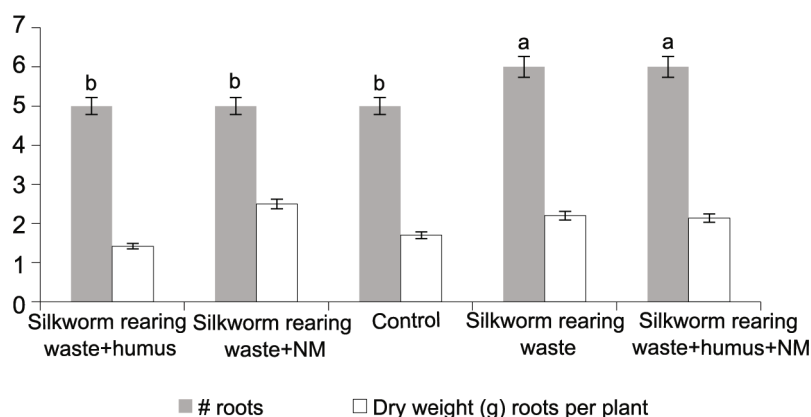 7
6
5
4
3
2
1
0
b
b
b
a
a
Silkworm rearing
waste+humus
Silkworm rearing
waste+NM
Control
Silkworm rearing
waste
Silkworm rearing
waste+humus+NM
# roots
Dry weight (g) roots per plant